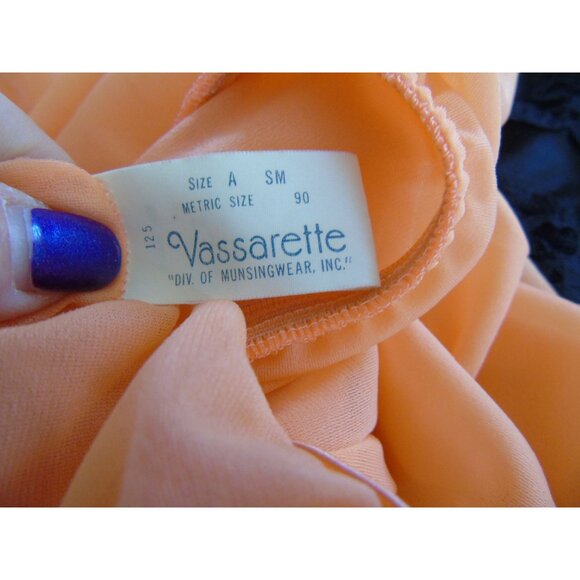 SIZE A SM
METRIC SIZE 90
125
Vassarette
"DIV. OF MUNSINGWEAR, INC."